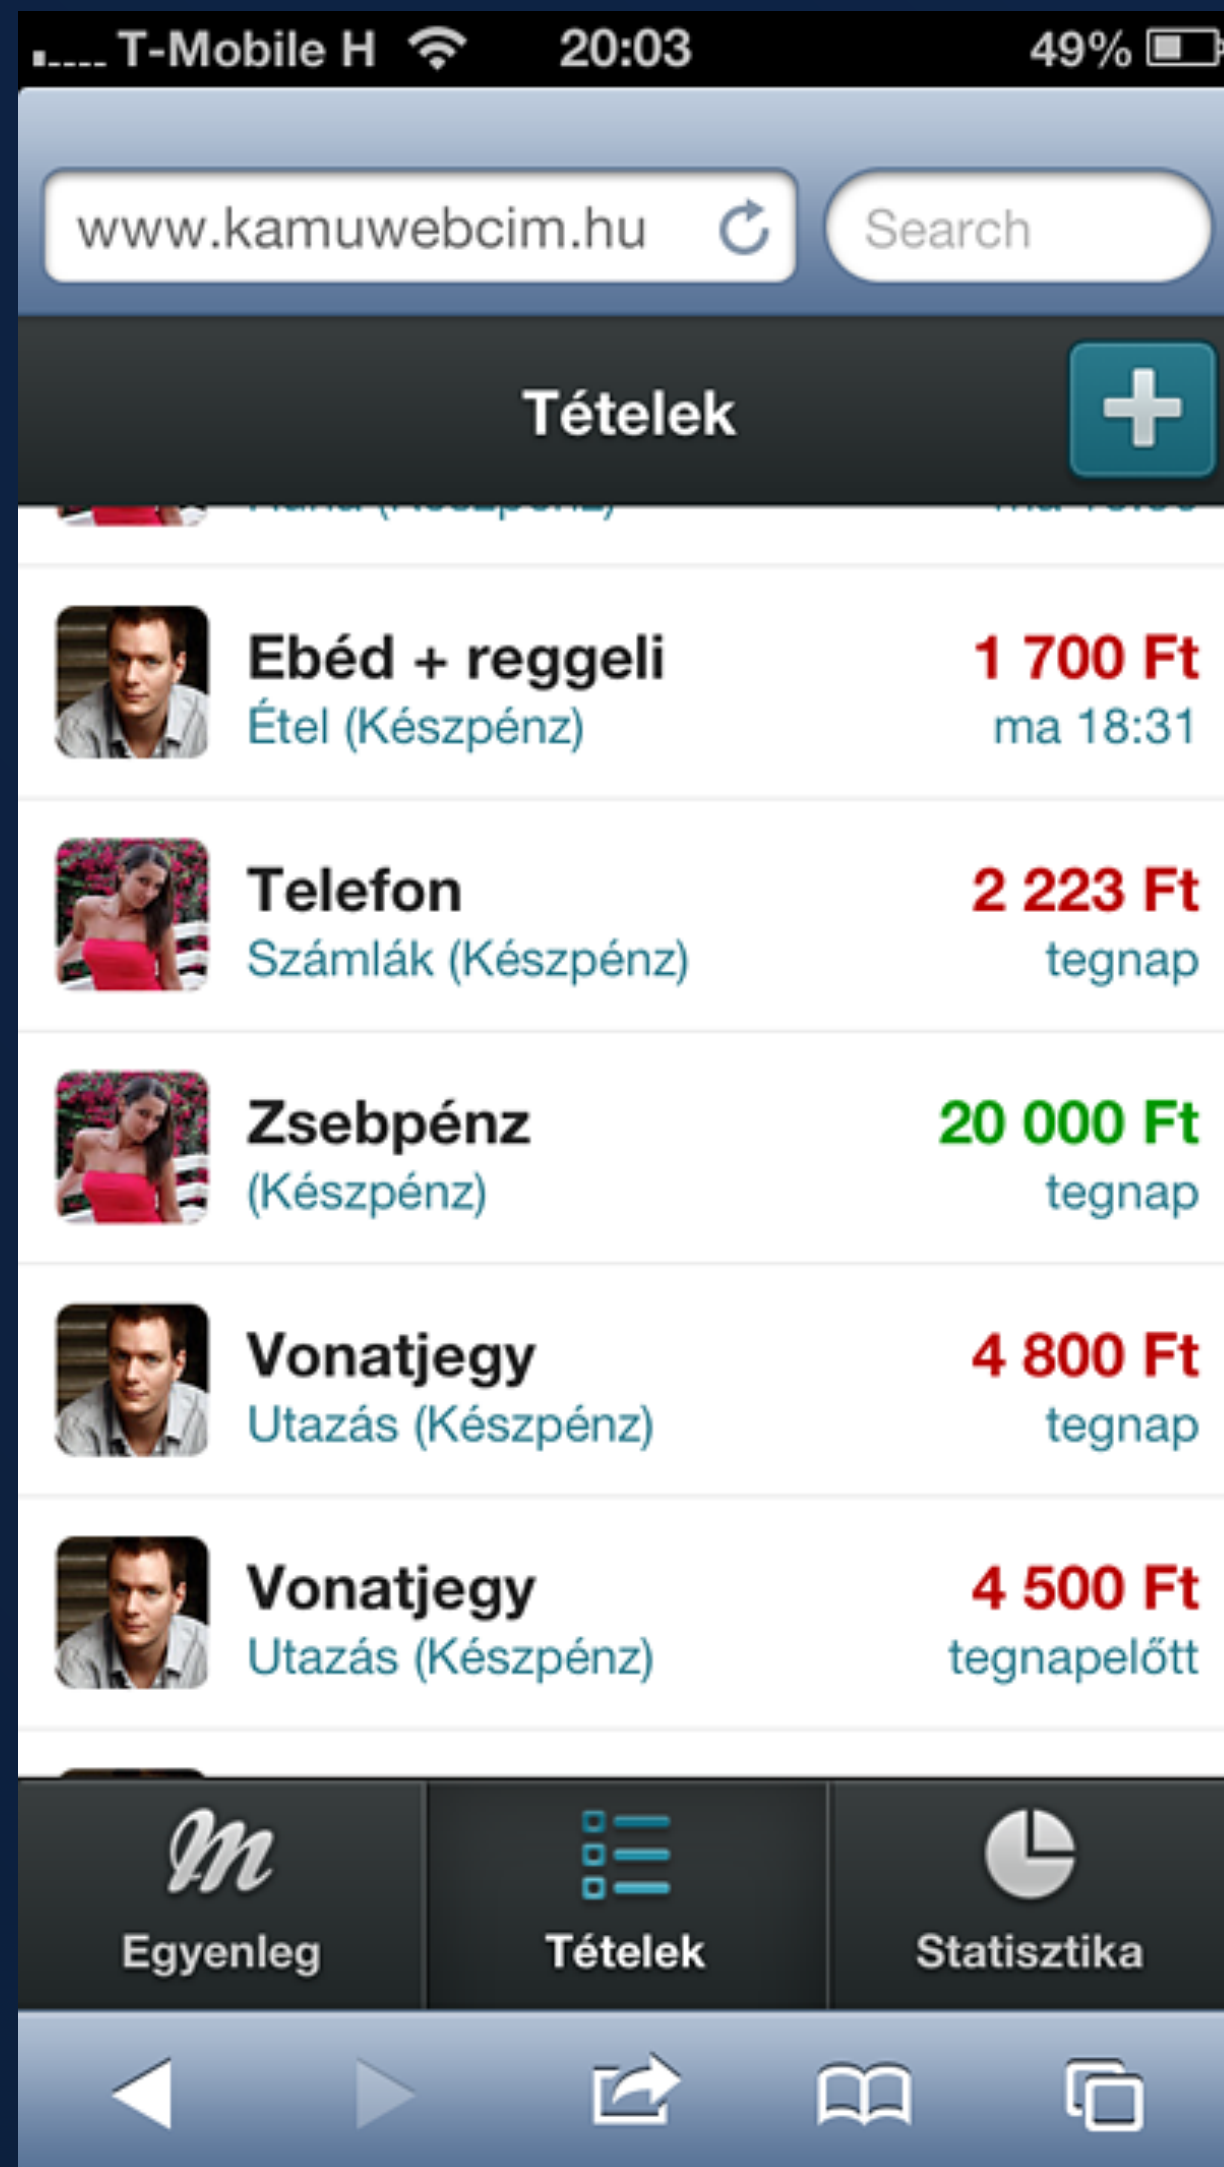 T-Mobile H 20:03 49%
www.kamuwebcim.hu Search
Tételek
Ebéd + reggeli 1 700 Ft
Étel (Készpénz) ma 18:31
Telefon 2 223 Ft
Számlák (Készpénz) tegnap
Zsebpénz 20 000 Ft
(Készpénz) tegnap
Vonatjegy 4 800 Ft
Utazás (Készpénz) tegnap
Vonatjegy 4 500 Ft
Utazás (Készpénz) tegnapelőtt
Egyenleg Tételek Statisztika